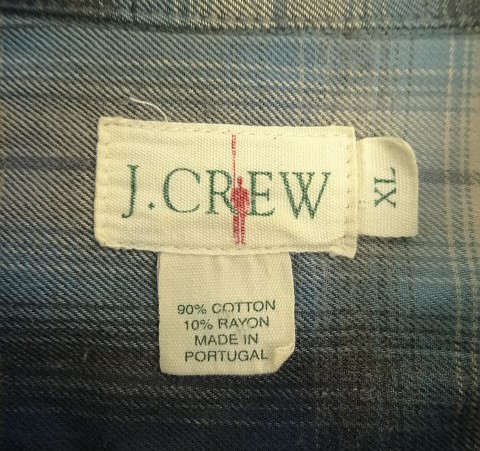 J.CREW
XL
90% COTTON
10% RAYON
MADE IN
PORTUGAL